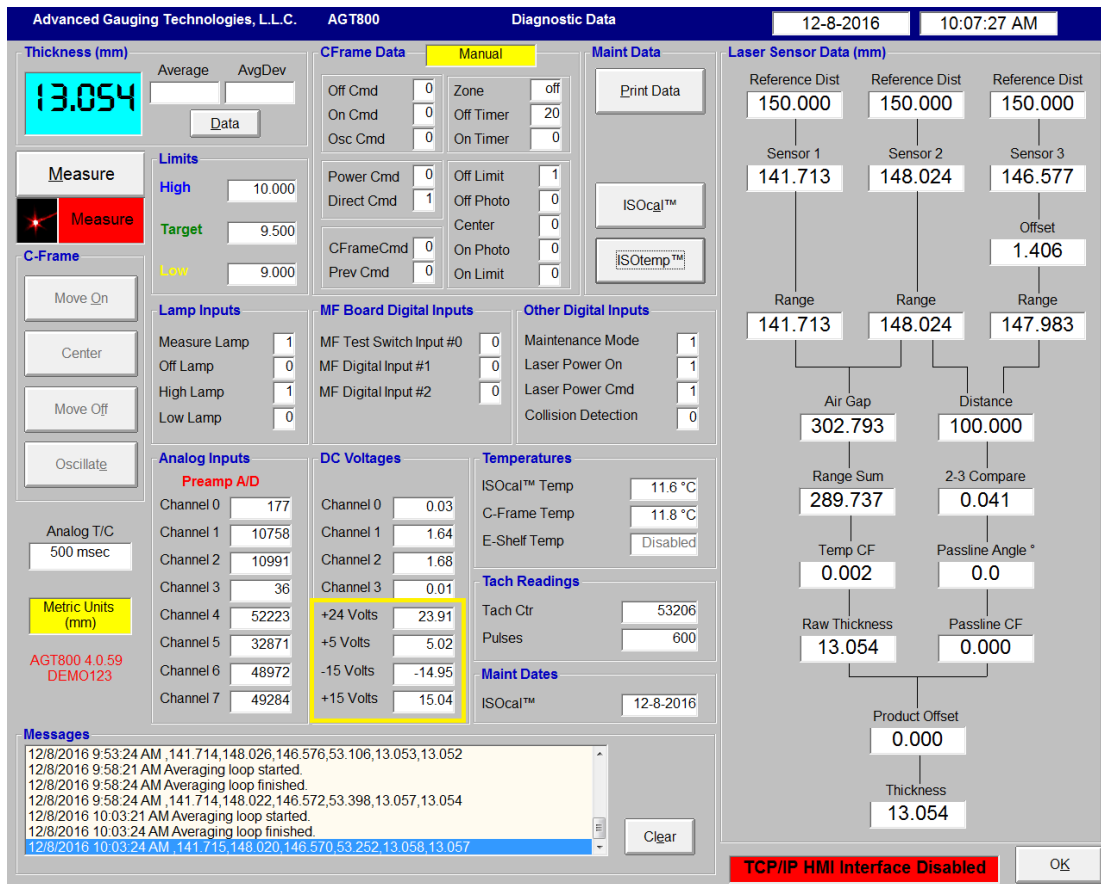 Advanced Gauging Technologies, L.L.C. AGT800 Diagnostic Data 12-8-2016 10:07:27 AM
Thickness (mm)
13.054
Average AvgDev
Data
Measure
Measure
Limits
High 10.000
Target 9.500
Low 9.000
C-Frame
Move On
Center
Move Off
Oscillate
CFrame Data Manual
Off Cmd 0
On Cmd 0
Osc Cmd 0
Zone off
Off Timer 20
On Timer 0
Power Cmd 0
Direct Cmd 1
CFrameCmd 0
Prev Cmd 0
Off Limit 1
Off Photo 0
Center 0
On Photo 0
On Limit 0
Maint Data
Print Data
ISOcal™
ISOtemp™
Lamp Inputs
Measure Lamp 1
Off Lamp 0
High Lamp 1
Low Lamp 0
MF Board Digital Inputs
MF Test Switch Input #0 0
MF Digital Input #1 0
MF Digital Input #2 0
Other Digital Inputs
Maintenance Mode 1
Laser Power On 1
Laser Power Cmd 1
Collision Detection 0
Analog T/C
500 msec
Metric Units
(mm)
AGT800 4.0.59
DEMO123
Analog Inputs
Preamp A/D
Channel 0 177
Channel 1 10758
Channel 2 10991
Channel 3 36
Channel 4 52223
Channel 5 32871
Channel 6 48972
Channel 7 49284
DC Voltages
Channel 0 0.03
Channel 1 1.64
Channel 2 1.68
Channel 3 0.01
+24 Volts 23.91
+5 Volts 5.02
-15 Volts -14.95
+15 Volts 15.04
Temperatures
ISOcal™ Temp 11.6 °C
C-Frame Temp 11.8 °C
E-Shelf Temp Disabled
Tach Readings
Tach Ctr 53206
Pulses 600
Maint Dates
ISOcal™ 12-8-2016
Messages
12/8/2016 9:53:24 AM ,141.714,148.026,146.576,53.106,13.053,13.052
12/8/2016 9:58:21 AM Averaging loop started.
12/8/2016 9:58:24 AM Averaging loop finished.
12/8/2016 9:58:24 AM ,141.714,148.022,146.572,53.398,13.057,13.054
12/8/2016 10:03:21 AM Averaging loop started.
12/8/2016 10:03:24 AM Averaging loop finished.
12/8/2016 10:03:24 AM ,141.715,148.020,146.570,53.252,13.058,13.057
Clear
Laser Sensor Data (mm)
Reference Dist Reference Dist Reference Dist
150.000 150.000 150.000
Sensor 1 Sensor 2 Sensor 3
141.713 148.024 146.577
Offset
1.406
Range Range Range
141.713 148.024 147.983
Air Gap Distance
302.793 100.000
Range Sum 2-3 Compare
289.737 0.041
Temp CF Passline Angle °
0.002 0.0
Raw Thickness Passline CF
13.054 0.000
Product Offset
0.000
Thickness
13.054
TCP/IP HMI Interface Disabled
OK